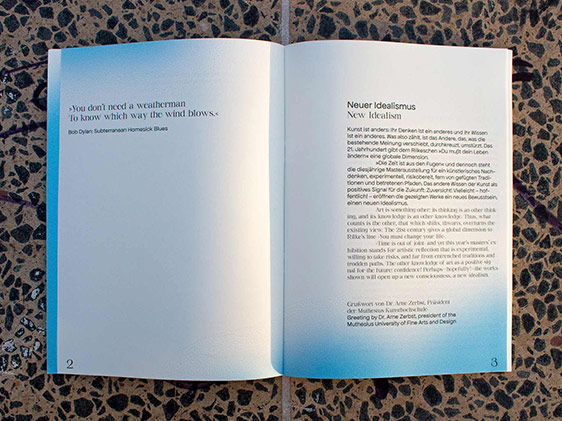 »You don't need a weatherman
To know which way the wind blows.«
Bob Dylan: Subterranean Homesick Blues
2
Neuer Idealismus
New Idealism
Kunst ist anders: Ihr Denken ist ein anderes und ihr Wissen
ist ein anderes. Was also zählt, ist das Andere, das, was die
bestehende Meinung verschiebt, durchkreuzt, umstürzt. Das
21. Jahrhundert gibt dem Rilkeschen »Du mußt dein Leben
ändern« eine globale Dimension.
»Die Zeit ist aus den Fugen« und dennoch steht
die diesjährige Masterausstellung für ein künstlerisches Nach-
denken, experimentell, risikobereit, fern von gefügten Tradi-
tionen und betretenen Pfaden. Das andere Wissen der Kunst als
positives Signal für die Zukunft: Zuversicht! Vielleicht – hof-
fentlich! – eröffnen die gezeigten Werke ein neues Bewusstsein,
einen neuen Idealismus.
Art is something other: its thinking is an other think-
ing, and its knowledge is an other knowledge. Thus, what
counts is the other, that which shifts, thwarts, overturns the
existing view. The 21st century gives a global dimension to
Rilke's line ›You must change your life.‹
›Time is out of joint‹ and yet this year's masters' ex-
hibition stands for artistic reflection that is experimental,
willing to take risks, and far from entrenched traditions and
trodden paths. The other knowledge of art as a positive sig-
nal for the future: confidence! Perhaps – hopefully! – the works
shown will open up a new consciousness, a new idealism.
Grußwort von Dr. Arne Zerbst, Präsident
der Muthesius Kunsthochschule
Greeting by Dr. Arne Zerbst, president of the
Muthesius University of Fine Arts and Design
3